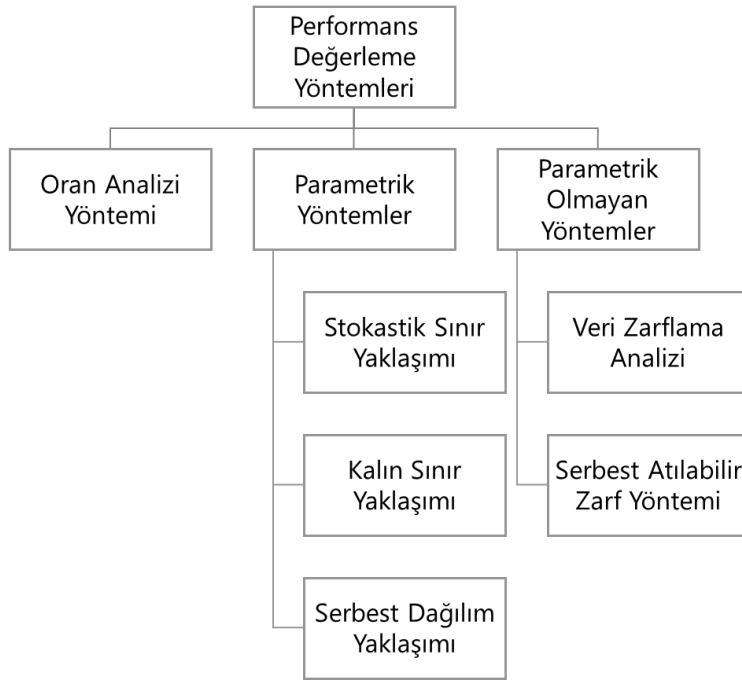 Performans
Değerleme
Yöntemleri
Oran Analizi
Yöntemi
Parametrik
Yöntemler
Parametrik
Olmayan
Yöntemler
Stokastik Sınır
Yaklaşımı
Kalın Sınır
Yaklaşımı
Serbest Dağılım
Yaklaşımı
Veri Zarflama
Analizi
Serbest Atılabilir
Zarf Yöntemi